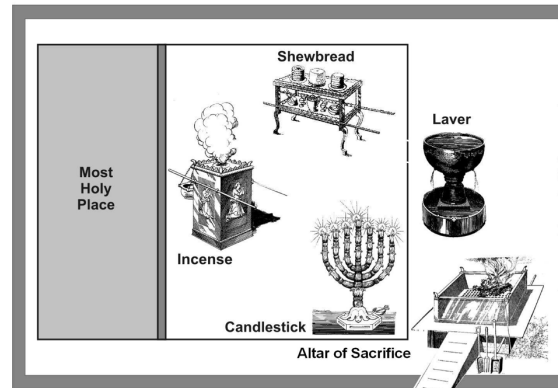 Shewbread
Laver
Most
Holy
Place
Incense
Candlestick
Altar of Sacrifice